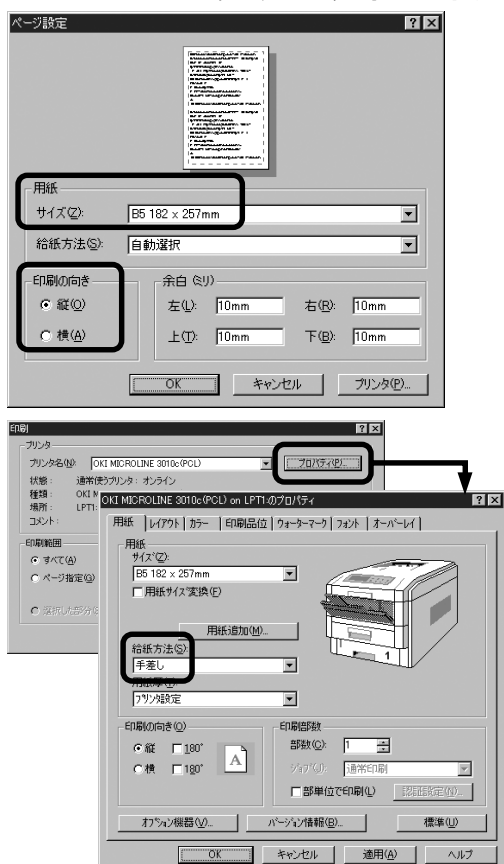 ページ設定
用紙
サイズ(Z): B5 182 x 257mm
給紙方法(S): 自動選択
印刷の向き
縦(O)
横(A)
余白(ミリ)
左(L): 10mm 右(R): 10mm
上(T): 10mm 下(B): 10mm
OK キャンセル プリンタ(P)...
印刷
プリンタ
プリンタ名(N): OKI MICROLINE 3010c(PCL) プロパティ(P)...
状態: 通常使うプリンタ: オンライン
種類: OKI M
場所: LPT1:
コメント:
印刷範囲
すべて(A)
ページ指定(G)
選択した部分
OKI MICROLINE 3010c(PCL) on LPT1:のプロパティ
用紙 レイアウト カラー 印刷品位 ウォーターマーク フォント オーバーレイ
用紙
サイズ(Z):
B5 182 x 257mm
用紙サイズ変換(F)
用紙追加(M)...
給紙方法(S):
手差し
プリンタ設定
1
印刷の向き(O)
縦 180°
横 180°
A
印刷部数
部数(C): 1
ジョブ(J): 通常印刷
部単位で印刷(L)
オプション機器(V)... バージョン情報(B)... 標準(U)
OK キャンセル 適用(A) ヘルプ